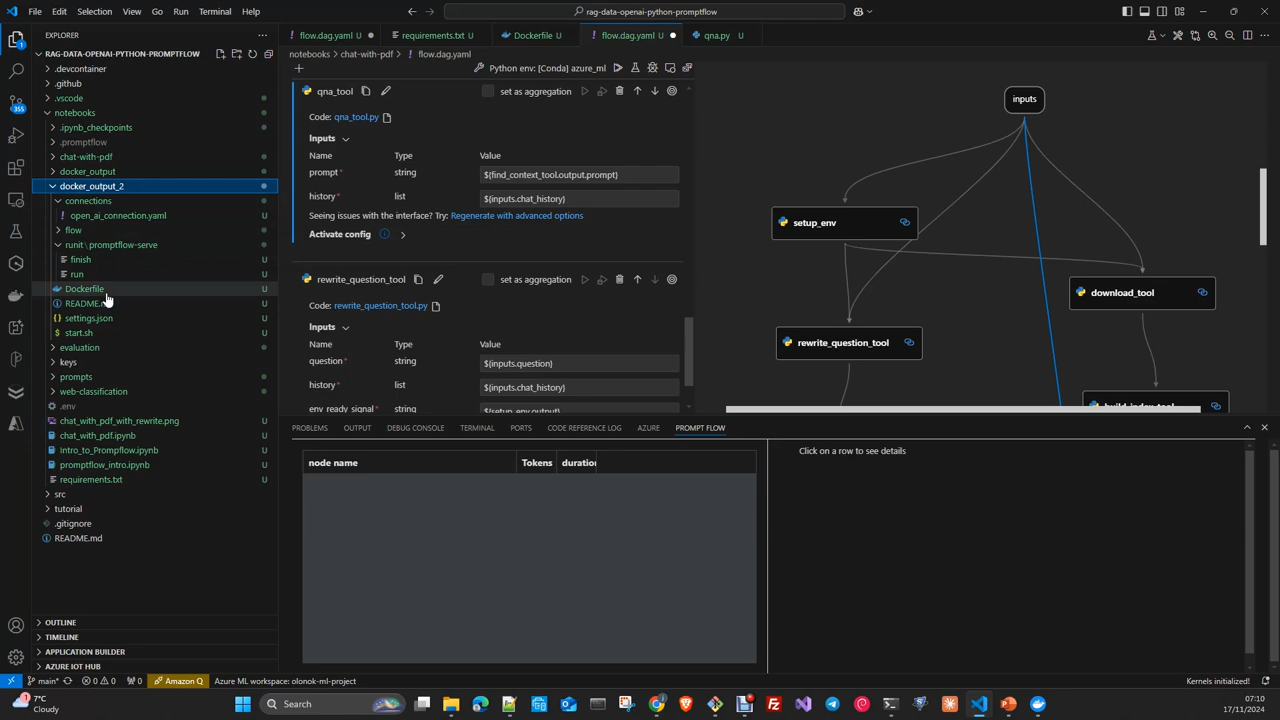 File Edit Selection View Go Run Terminal Help
rag-data-openai-python-promptflow
EXPLORER
RAG-DATA-OPENAI-PYTHON-PROMPTFLOW
.devcontainer
.github
.vscode
notebooks
.ipynb_checkpoints
.promptflow
chat-with-pdf
docker_output
docker_output_2
connections
open_ai_connection.yaml U
flow
runit\promptflow-serve
finish U
run U
Dockerfile U
README.m U
settings.json U
start.sh U
evaluation
keys
prompts
web-classification
.env
chat_with_pdf_with_rewrite.png U
chat_with_pdf.ipynb U
Intro_to_Prompflow.ipynb U
promptflow_intro.ipynb U
requirements.txt U
src
tutorial
.gitignore
README.md
OUTLINE
TIMELINE
APPLICATION BUILDER
AZURE IOT HUB
flow.dag.yaml U
requirements.txt U
Dockerfile U
flow.dag.yaml U
qna.py U
notebooks > chat-with-pdf > ! flow.dag.yaml
Python env: [Conda] azure_ml
qna_tool
set as aggregation
Code: qna_tool.py
Inputs
Name Type Value
prompt* string ${find_context_tool.output.prompt}
history* list ${inputs.chat_history}
Seeing issues with the interface? Try: Regenerate with advanced options
Activate config
rewrite_question_tool
set as aggregation
Code: rewrite_question_tool.py
Inputs
Name Type Value
question* string ${inputs.question}
history* list ${inputs.chat_history}
env_ready_signal string ${setup_env.output}
inputs
setup_env
download_tool
rewrite_question_tool
build_index_tool
PROBLEMS OUTPUT DEBUG CONSOLE TERMINAL PORTS CODE REFERENCE LOG AZURE PROMPT FLOW
node name Tokens duration
Click on a row to see details
355
main* 0 0 0 Amazon Q Azure ML workspace: olonok-ml-project
Kernels initialized!
1
7°C
Cloudy
Search
07:10
17/11/2024